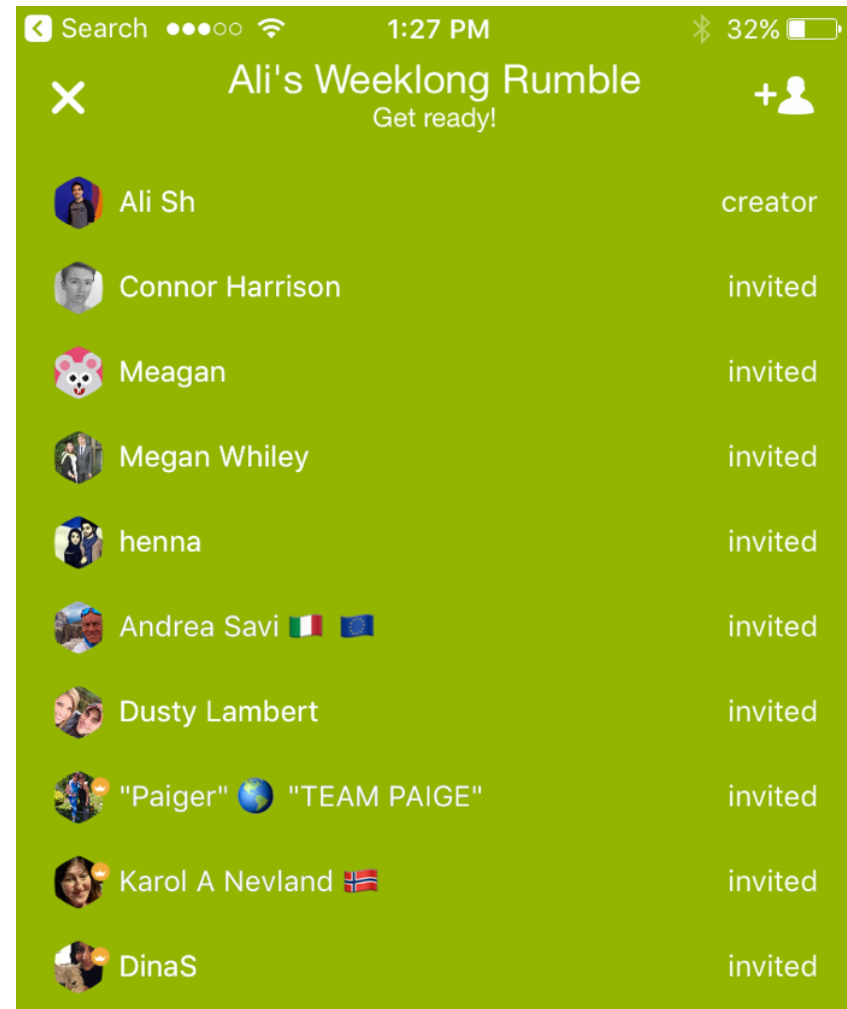 Search 1:27 PM 32%
Ali's Weeklong Rumble
Get ready!
Ali Sh creator
Connor Harrison invited
Meagan invited
Megan Whiley invited
henna invited
Andrea Savi 🇮🇹 🇪🇺 invited
Dusty Lambert invited
"Paiger" 🌎 "TEAM PAIGE" invited
Karol A Nevland 🇳🇴 invited
DinaS invited